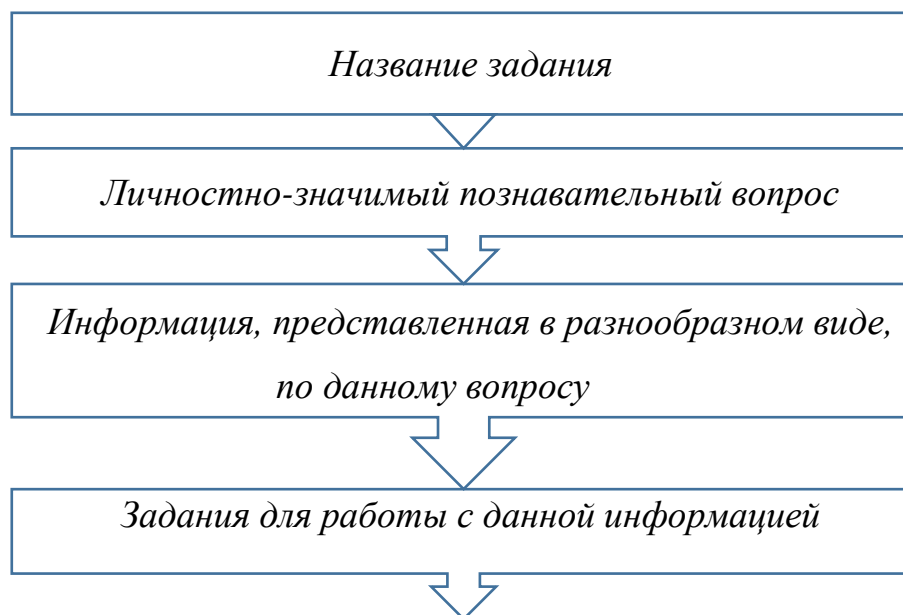 Название задания
Личностно-значимый познавательный вопрос
Информация, представленная в разнообразном виде,
по данному вопросу
Задания для работы с данной информацией